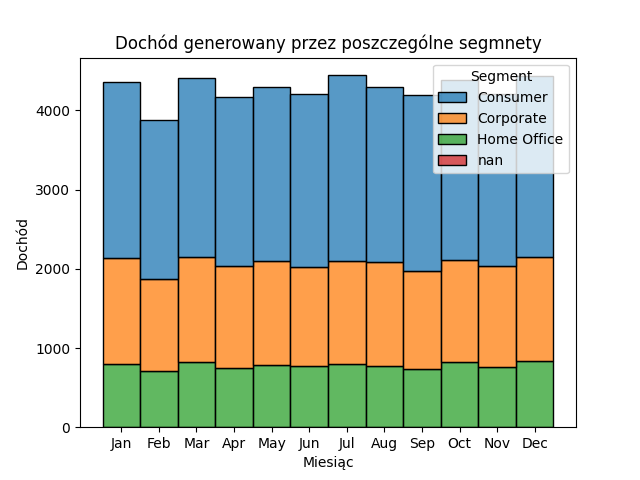 Dochód generowany przez poszczególne segmnety
Segment
Consumer
Corporate
Home Office
nan
4000
3000
2000
1000
0
Dochód
Jan Feb Mar Apr May Jun Jul Aug Sep Oct Nov Dec
Miesiąc